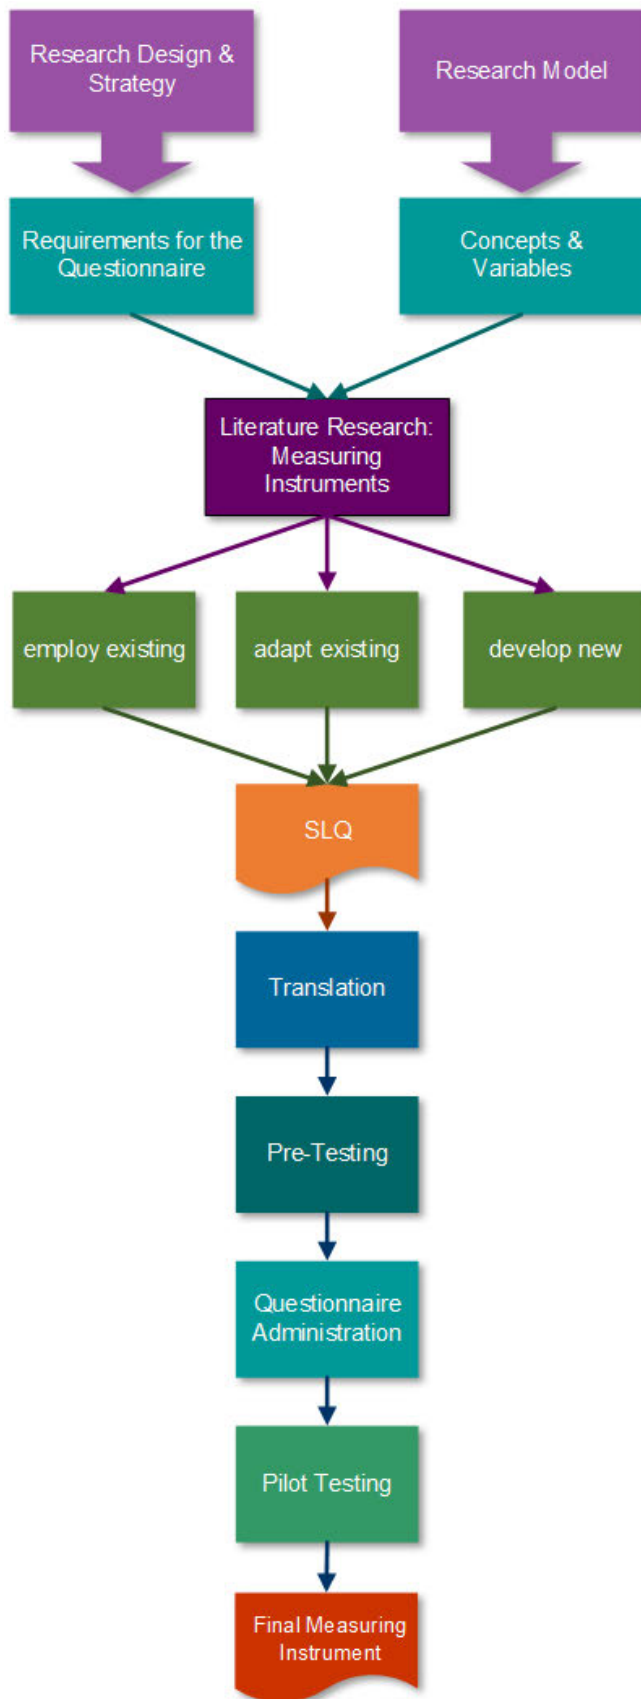 Research Design &
Strategy
Research Model
Requirements for the
Questionnaire
Concepts &
Variables
Literature Research:
Measuring
Instruments
employ existing
adapt existing
develop new
SLQ
Translation
Pre-Testing
Questionnaire
Administration
Pilot Testing
Final Measuring
Instrument